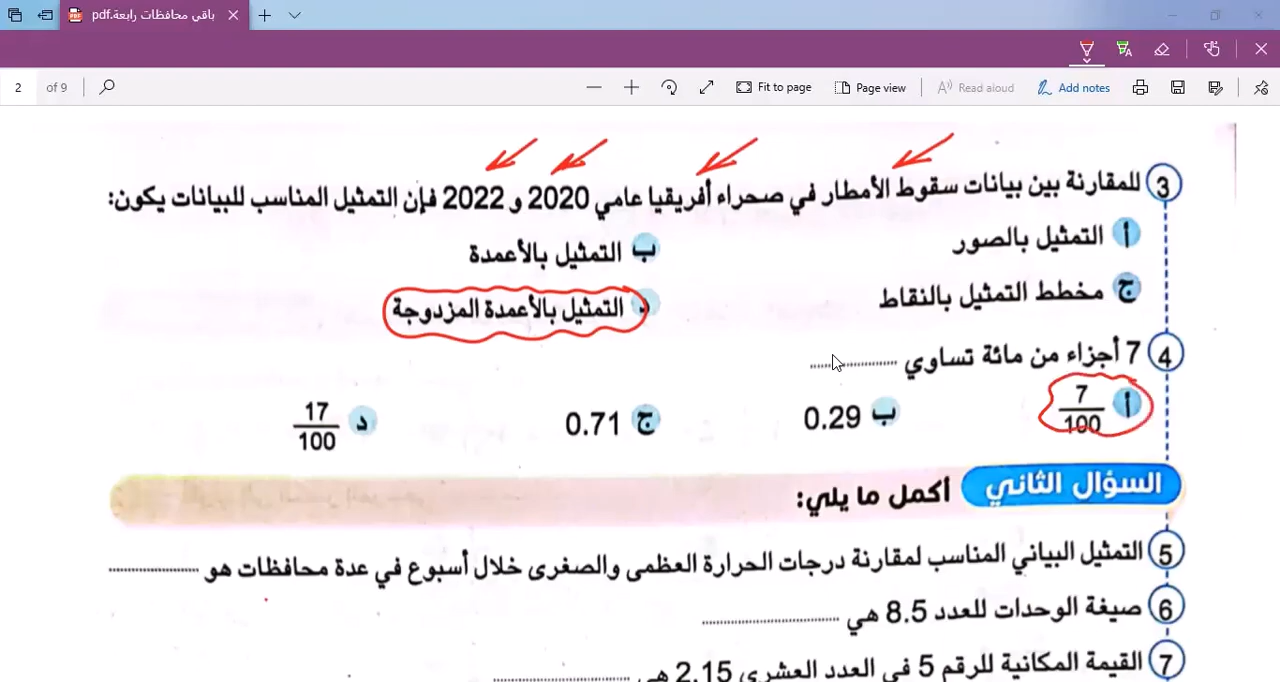 باقي محافظات رابعة.pdf
2 of 9
Fit to page
Page view
Read aloud
Add notes
3 للمقارنة بين بيانات سقوط الأمطار في صحراء أفريقيا عامي 2020 و 2022 فإن التمثيل المناسب للبيانات يكون:
أ التمثيل بالصور
ب التمثيل بالأعمدة
ج مخطط التمثيل بالنقاط
د التمثيل بالأعمدة المزدوجة
4 7 أجزاء من مائة تساوي ..............
أ 7/100
ب 0.29
ج 0.71
د 17/100
السؤال الثاني أكمل ما يلي:
5 التمثيل البياني المناسب لمقارنة درجات الحرارة العظمى والصغرى خلال أسبوع في عدة محافظات هو ..............
6 صيغة الوحدات للعدد 8.5 هي ..............
7 القيمة المكانية للرقم 5 في العدد العشري 2.15 هي ..............